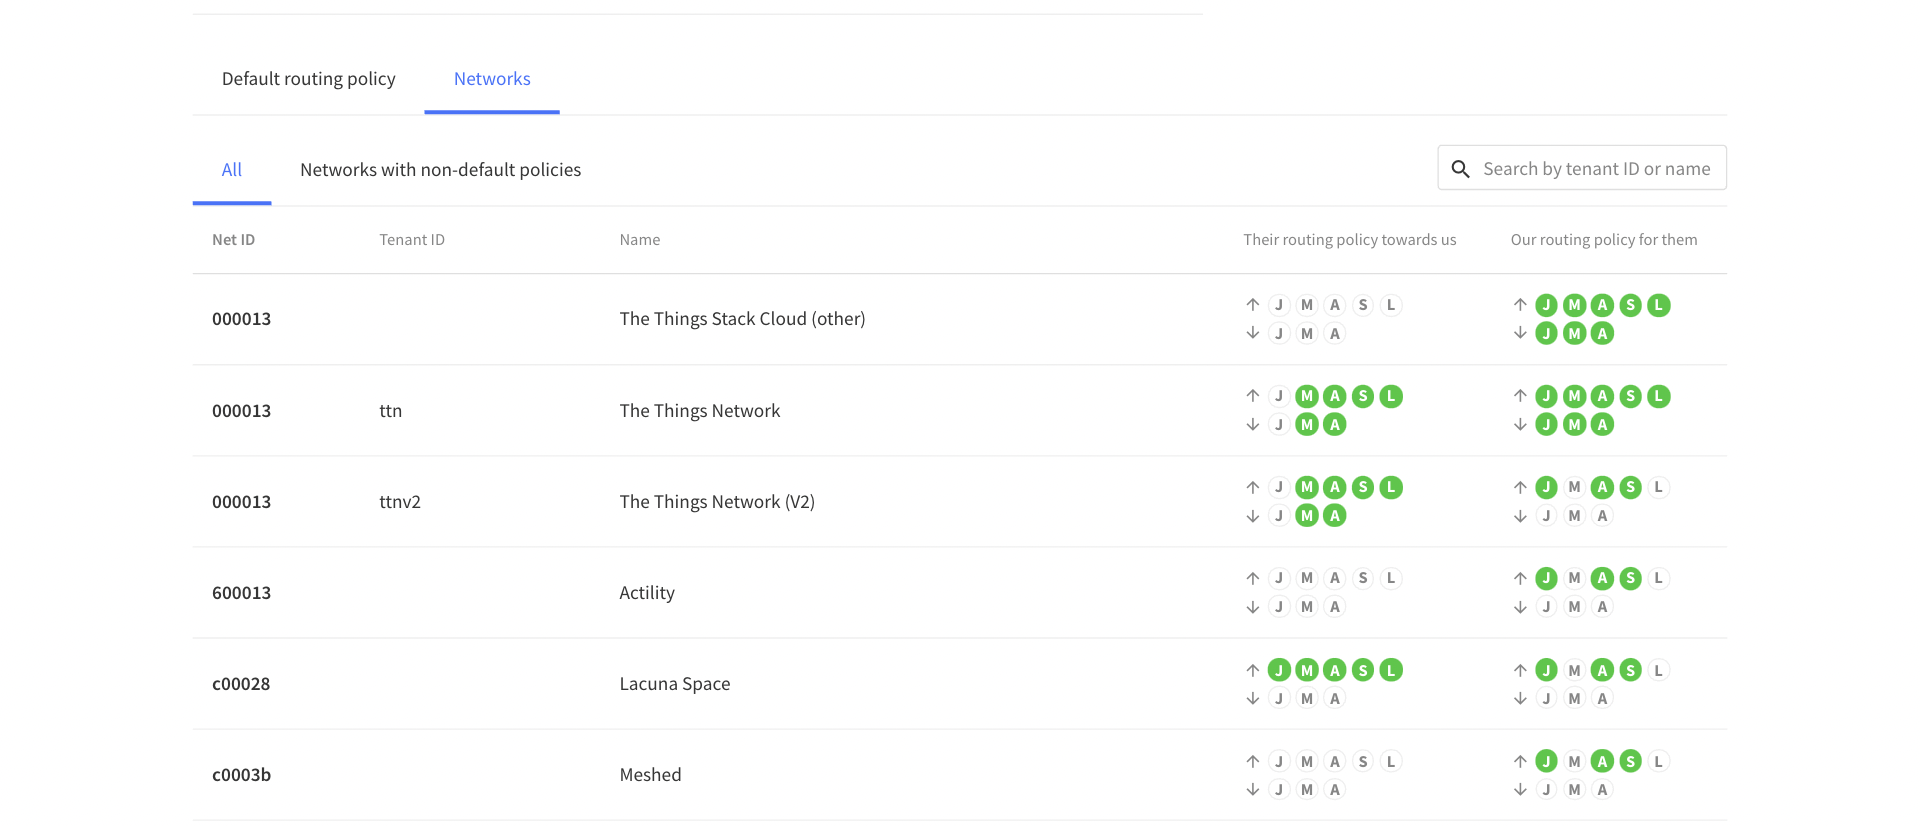 Default routing policy Networks
All Networks with non-default policies Search by tenant ID or name
Net ID Tenant ID Name Their routing policy towards us Our routing policy for them
000013 The Things Stack Cloud (other) ↑ J M A S L ↑ J M A S L
↓ J M A ↓ J M A
000013 ttn The Things Network ↑ J M A S L ↑ J M A S L
↓ J M A ↓ J M A
000013 ttnv2 The Things Network (V2) ↑ J M A S L ↑ J M A S L
↓ J M A ↓ J M A
600013 Actility ↑ J M A S L ↑ J M A S L
↓ J M A ↓ J M A
c00028 Lacuna Space ↑ J M A S L ↑ J M A S L
↓ J M A ↓ J M A
c0003b Meshed ↑ J M A S L ↑ J M A S L
↓ J M A ↓ J M A